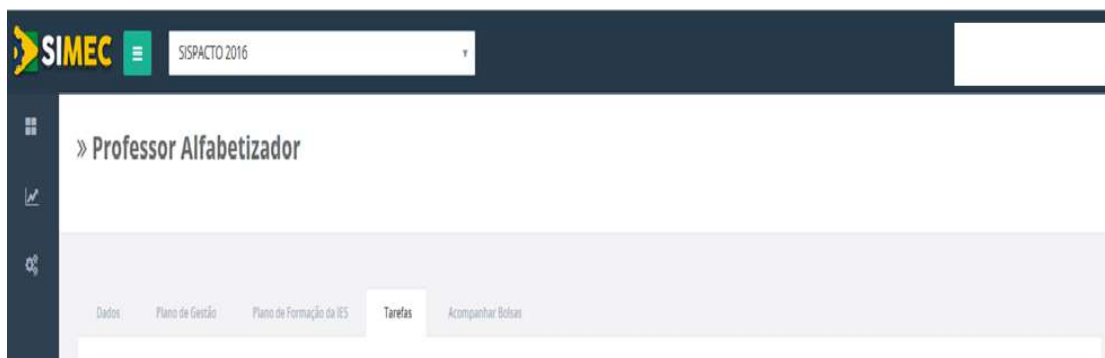 SIMEC
SISPACTO 2016
» Professor Alfabetizador
Dados Plano de Gestão Plano de Formação da IES Tarefas Acompanhar Bolsas